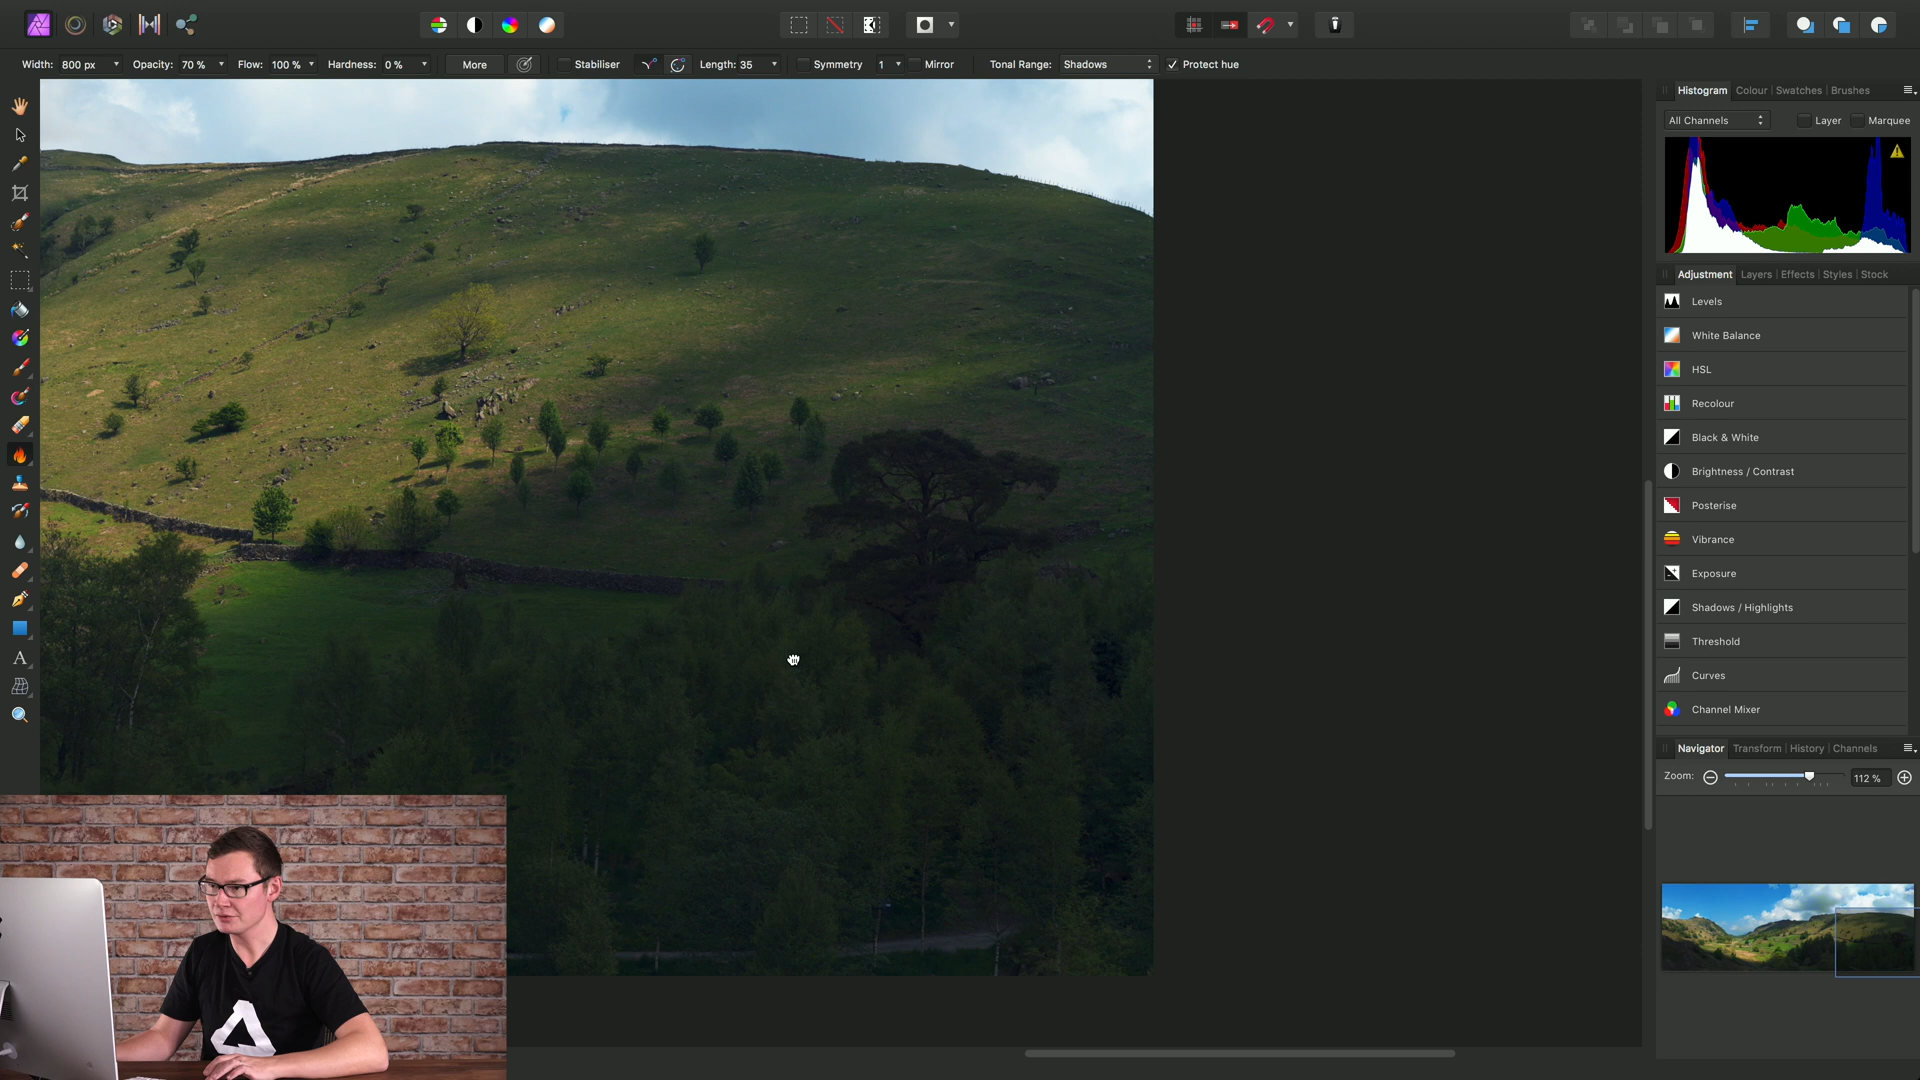 Width: 800 px Opacity: 70 % Flow: 100 % Hardness: 0 % More Stabiliser Length: 35 Symmetry 1 Mirror Tonal Range: Shadows Protect hue
Histogram Colour Swatches Brushes
All Channels Layer Marquee
Adjustment Layers Effects Styles Stock
Levels
White Balance
HSL
Recolour
Black & White
Brightness / Contrast
Posterise
Vibrance
Exposure
Shadows / Highlights
Threshold
Curves
Channel Mixer
Navigator Transform History Channels
Zoom: 112 %